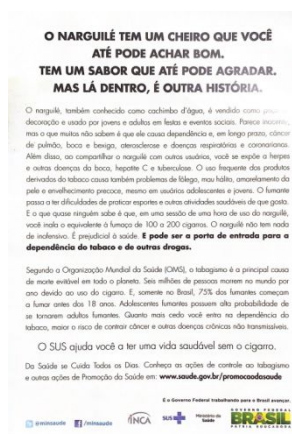 O NARGUILÉ TEM UM CHEIRO QUE VOCÊ
ATÉ PODE ACHAR BOM.
TEM UM SABOR QUE ATÉ PODE AGRADAR.
MAS LÁ DENTRO, É OUTRA HISTÓRIA.
O narguilé, também conhecido como cachimbo d'água, é vendido como
decoração e usado por jovens e adultos em festas e eventos sociais. Parece
mas o que muitos não sabem é que ele causa dependência e, em longo prazo, câncer
de pulmão, boca e bexiga, aterosclerose e doenças respiratórias e coronarianas.
Além disso, ao compartilhar o narguilé com outros usuários, você se expõe a herpes
e outras doenças da boca, hepatite C e tuberculose. O uso frequente dos produtos
derivados do tabaco causa também problemas de fôlego, mau hálito, amarelamento da
pele e envelhecimento precoce, mesmo em usuários adolescentes e jovens. O fumante
passa a ter dificuldades de praticar esportes e outras atividades saudáveis de que gosta.
E o que quase ninguém sabe é que, em uma sessão de uma hora de uso do narguilé,
você inala o equivalente à fumaça de 100 a 200 cigarros. O narguilé não tem nada
de inofensivo. É prejudicial à saúde. E pode ser a porta de entrada para a
dependência do tabaco e de outras drogas.
Segundo a Organização Mundial da Saúde (OMS), o tabagismo é a principal causa
de morte evitável em todo o planeta. Seis milhões de pessoas morrem no mundo por
ano devido ao uso do cigarro. E, somente no Brasil, 75% dos fumantes começam
a fumar antes dos 18 anos. Adolescentes fumantes possuem alta probabilidade de
se tornarem adultos fumantes. Quanto mais cedo você entra na dependência do
tabaco, maior o risco de contrair câncer e outras doenças crônicas não transmissíveis.
O SUS ajuda você a ter uma vida saudável sem o cigarro.
Da Saúde se Cuida Todos os Dias. Conheça as ações de controle ao tabagismo
e outras ações de Promoção da Saúde em: www.saude.gov.br/promocaodasaude
É o Governo Federal trabalhando para o Brasil avançar.
@minsaude /minsaude INCA SUS Ministério da Saúde GOVERNO FEDERAL BRASIL PÁTRIA EDUCADORA